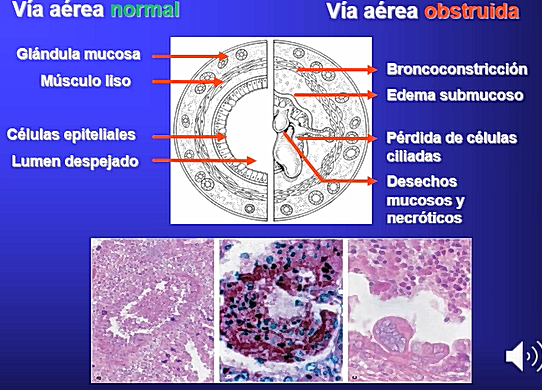 Vía aérea normal
Vía aérea obstruida
Glándula mucosa
Músculo liso
Células epiteliales
Lumen despejado
Broncoconstricción
Edema submucoso
Pérdida de células
ciliadas
Desechos
mucosos y
necróticos